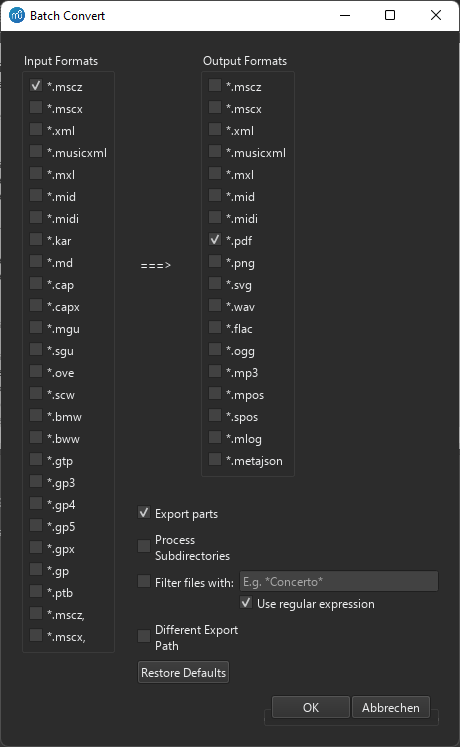 Batch Convert
Input Formats
*.mscz
*.mscx
*.xml
*.musicxml
*.mxl
*.mid
*.midi
*.kar
*.md
*.cap
*.capx
*.mgu
*.sgu
*.ove
*.scw
*.bmw
*.bww
*.gtp
*.gp3
*.gp4
*.gp5
*.gpx
*.gp
*.ptb
*.mscz,
*.mscx,
===>
Output Formats
*.mscz
*.mscx
*.xml
*.musicxml
*.mxl
*.mid
*.midi
*.pdf
*.png
*.svg
*.wav
*.flac
*.ogg
*.mp3
*.mpos
*.spos
*.mlog
*.metajson
Export parts
Process
Subdirectories
Filter files with: E.g. *Concerto*
Use regular expression
Different Export
Path
Restore Defaults
OK Abbrechen